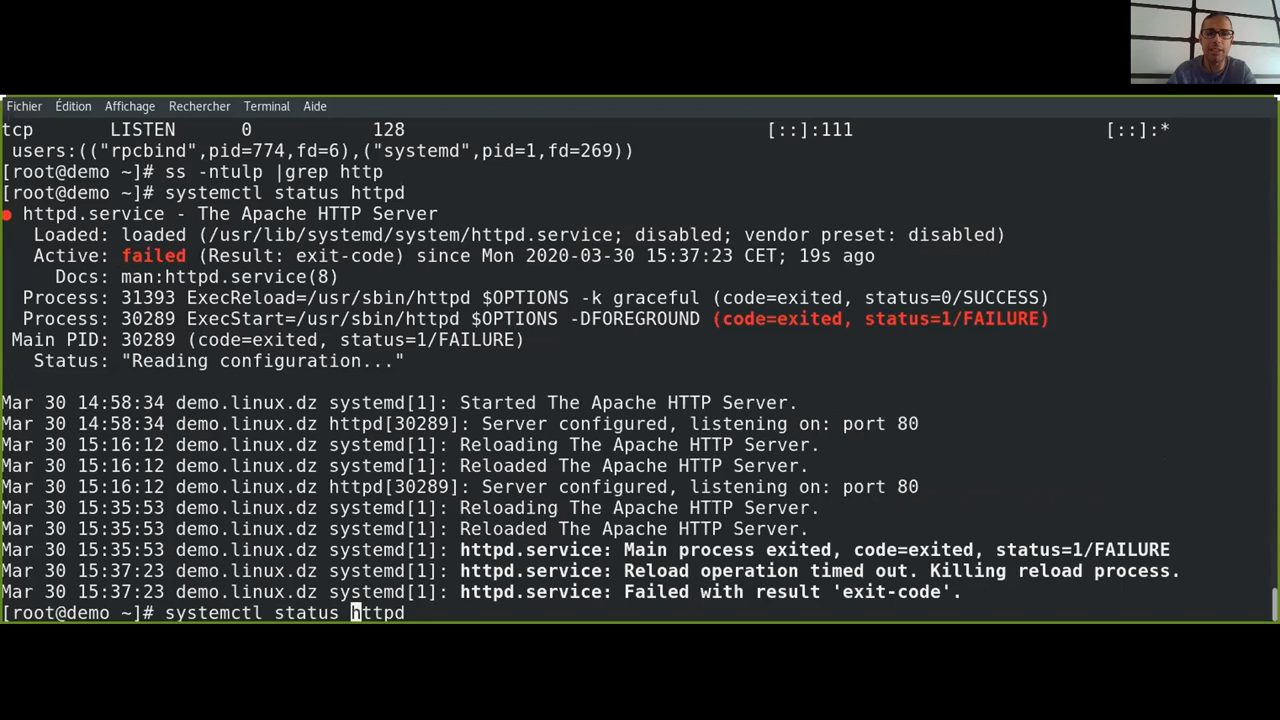 Fichier Édition Affichage Rechercher Terminal Aide
tcp LISTEN 0 128 [::]:111 [::]:*
users:(("rpcbind",pid=774,fd=6),("systemd",pid=1,fd=269))
[root@demo ~]# ss -ntulp |grep http
[root@demo ~]# systemctl status httpd
● httpd.service - The Apache HTTP Server
Loaded: loaded (/usr/lib/systemd/system/httpd.service; disabled; vendor preset: disabled)
Active: failed (Result: exit-code) since Mon 2020-03-30 15:37:23 CET; 19s ago
Docs: man:httpd.service(8)
Process: 31393 ExecReload=/usr/sbin/httpd $OPTIONS -k graceful (code=exited, status=0/SUCCESS)
Process: 30289 ExecStart=/usr/sbin/httpd $OPTIONS -DFOREGROUND (code=exited, status=1/FAILURE)
Main PID: 30289 (code=exited, status=1/FAILURE)
Status: "Reading configuration..."
Mar 30 14:58:34 demo.linux.dz systemd[1]: Started The Apache HTTP Server.
Mar 30 14:58:34 demo.linux.dz httpd[30289]: Server configured, listening on: port 80
Mar 30 15:16:12 demo.linux.dz systemd[1]: Reloading The Apache HTTP Server.
Mar 30 15:16:12 demo.linux.dz systemd[1]: Reloaded The Apache HTTP Server.
Mar 30 15:16:12 demo.linux.dz httpd[30289]: Server configured, listening on: port 80
Mar 30 15:35:53 demo.linux.dz systemd[1]: Reloading The Apache HTTP Server.
Mar 30 15:35:53 demo.linux.dz systemd[1]: Reloaded The Apache HTTP Server.
Mar 30 15:35:53 demo.linux.dz systemd[1]: httpd.service: Main process exited, code=exited, status=1/FAILURE
Mar 30 15:37:23 demo.linux.dz systemd[1]: httpd.service: Reload operation timed out. Killing reload process.
Mar 30 15:37:23 demo.linux.dz systemd[1]: httpd.service: Failed with result 'exit-code'.
[root@demo ~]# systemctl status httpd